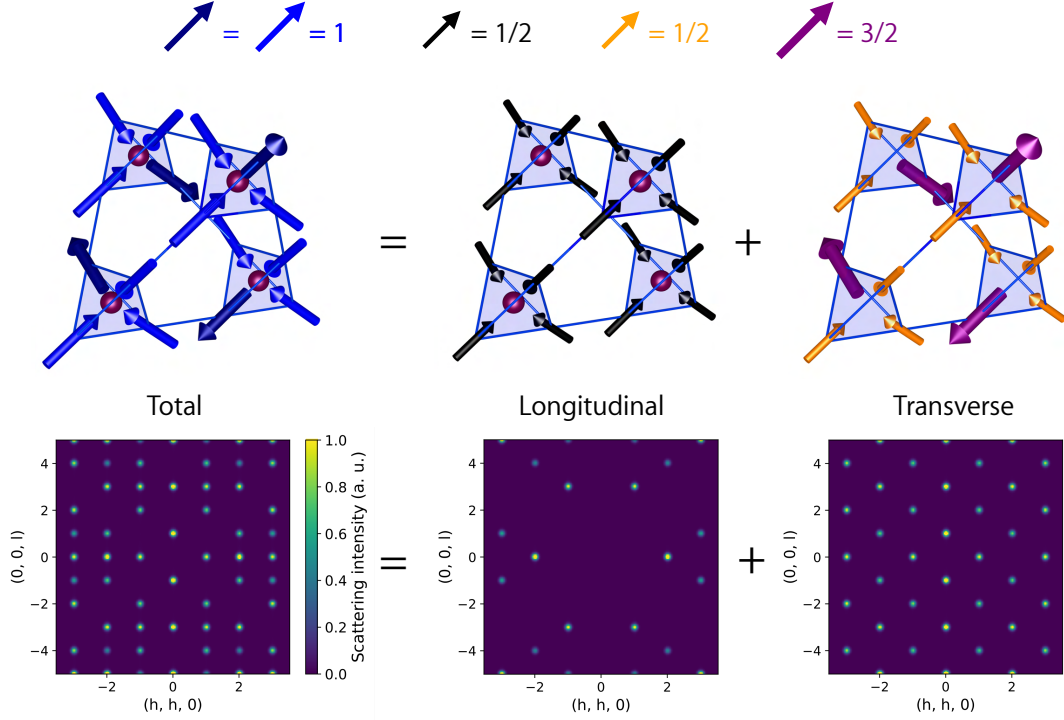 = = 1 = 1/2 = 1/2 = 3/2
= +
Total Longitudinal Transverse
4
2
0
−2
−4
(0, 0, l)
−2 0 2
(h, h, 0)
1.0
0.8
0.6
0.4
0.2
0.0
Scattering intensity (a. u.)
=
4
2
0
−2
−4
(0, 0, l)
−2 0 2
(h, h, 0)
+
4
2
0
−2
−4
(0, 0, l)
−2 0 2
(h, h, 0)